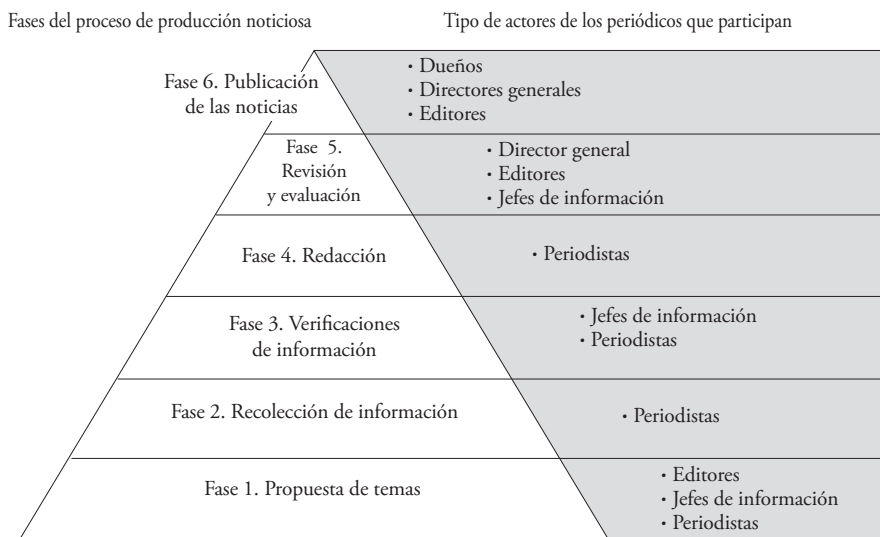 Fases del proceso de producción noticiosa
Tipo de actores de los periódicos que participan
Fase 6. Publicación
de las noticias
· Dueños
· Directores generales
· Editores
Fase 5.
Revisión
y evaluación
· Director general
· Editores
· Jefes de información
Fase 4. Redacción
· Periodistas
Fase 3. Verificaciones
de información
· Jefes de información
· Periodistas
Fase 2. Recolección de información
· Periodistas
Fase 1. Propuesta de temas
· Editores
· Jefes de información
· Periodistas